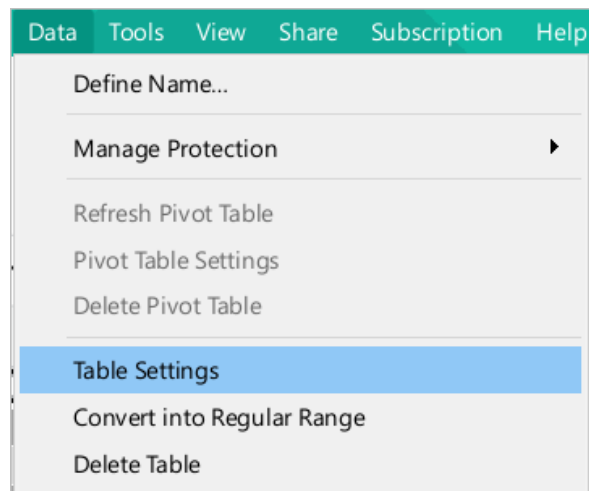 Data Tools View Share Subscription Help
Define Name...
Manage Protection
Refresh Pivot Table
Pivot Table Settings
Delete Pivot Table
Table Settings
Convert into Regular Range
Delete Table